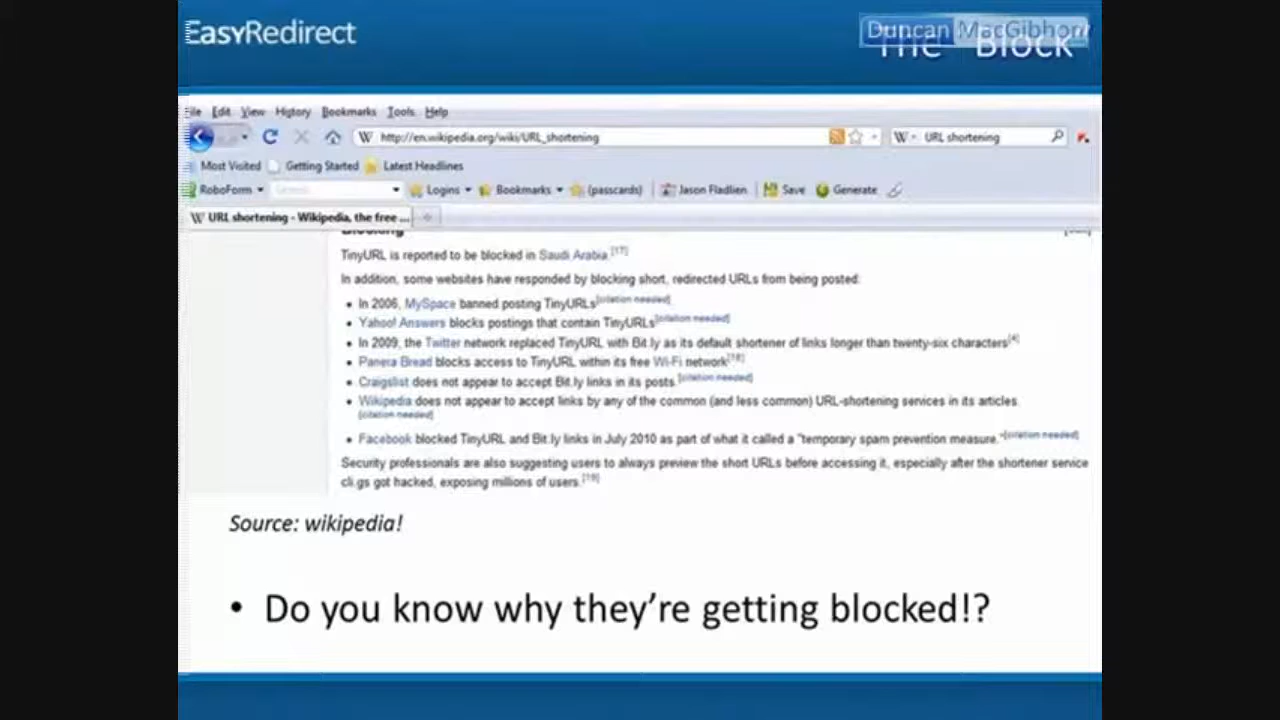 EasyRedirect
Duncan MacGibbon
The Block
File Edit View History Bookmarks Tools Help
http://en.wikipedia.org/wiki/URL_shortening
URL shortening
Most Visited Getting Started Latest Headlines
RoboForm Search Logins Bookmarks (passcards) Jason Fladlien Save Generate
URL shortening - Wikipedia, the free ...
Blocking
TinyURL is reported to be blocked in Saudi Arabia.[17]
In addition, some websites have responded by blocking short, redirected URLs from being posted:
• In 2006, MySpace banned posting TinyURLs[citation needed]
• Yahoo! Answers blocks postings that contain TinyURLs[citation needed]
• In 2009, the Twitter network replaced TinyURL with Bit.ly as its default shortener of links longer than twenty-six characters[4]
• Panera Bread blocks access to TinyURL within its free Wi-Fi network[18]
• Craigslist does not appear to accept Bit.ly links in its posts.[citation needed]
• Wikipedia does not appear to accept links by any of the common (and less common) URL-shortening services in its articles.
[citation needed]
• Facebook blocked TinyURL and Bit.ly links in July 2010 as part of what it called a "temporary spam prevention measure."[citation needed]
Security professionals are also suggesting users to always preview the short URLs before accessing it, especially after the shortener service
cli.gs got hacked, exposing millions of users.[19]
Source: wikipedia!
• Do you know why they're getting blocked!?